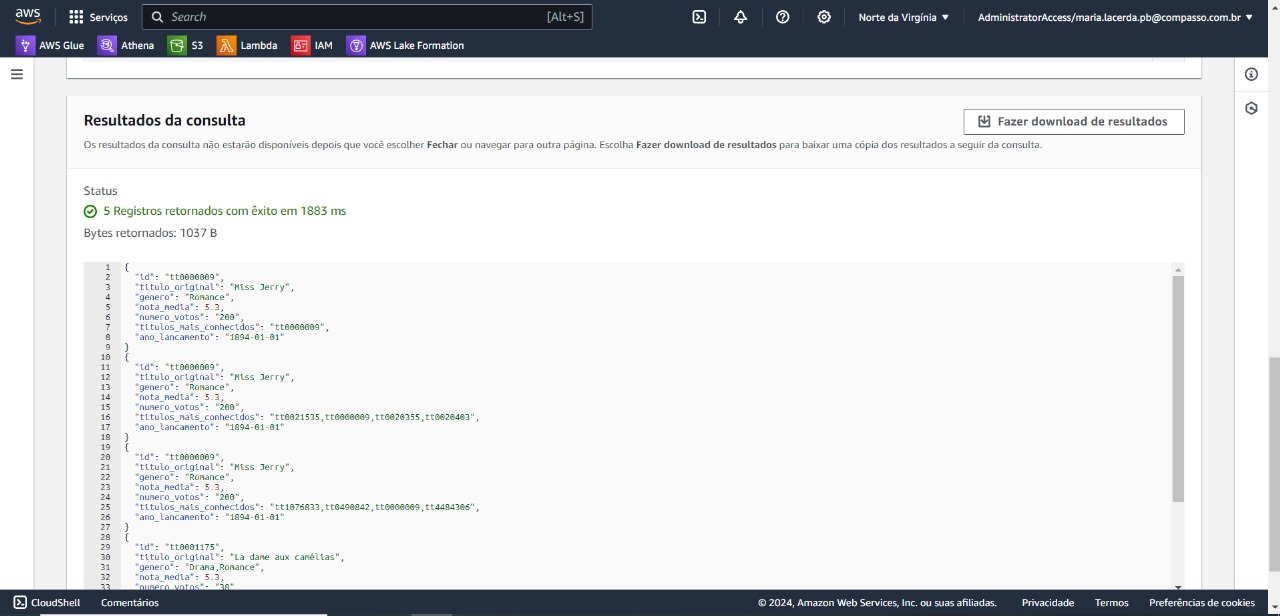 aws Serviços Search [Alt+S] Norte da Virgínia AdministratorAccess/maria.lacerda.pb@compasso.com.br
AWS Glue Athena S3 Lambda IAM AWS Lake Formation
Resultados da consulta
Fazer download de resultados
Os resultados da consulta não estarão disponíveis depois que você escolher Fechar ou navegar para outra página. Escolha Fazer download de resultados para baixar uma cópia dos resultados a seguir da consulta.
Status
5 Registros retornados com êxito em 1883 ms
Bytes retornados: 1037 B
1 {
2 "id": "tt0000009",
3 "titulo_original": "Miss Jerry",
4 "genero": "Romance",
5 "nota_media": 5.3,
6 "numero_votos": "200",
7 "titulos_mais_conhecidos": "tt0000009",
8 "ano_lancamento": "1894-01-01"
9 }
10 {
11 "id": "tt0000009",
12 "titulo_original": "Miss Jerry",
13 "genero": "Romance",
14 "nota_media": 5.3,
15 "numero_votos": "200",
16 "titulos_mais_conhecidos": "tt0021535,tt0000009,tt0020355,tt0020403",
17 "ano_lancamento": "1894-01-01"
18 }
19 {
20 "id": "tt0000009",
21 "titulo_original": "Miss Jerry",
22 "genero": "Romance",
23 "nota_media": 5.3,
24 "numero_votos": "200",
25 "titulos_mais_conhecidos": "tt1076833,tt0490842,tt0000009,tt4484306",
26 "ano_lancamento": "1894-01-01"
27 }
28 {
29 "id": "tt0001175",
30 "titulo_original": "La dame aux camélias",
31 "genero": "Drama,Romance",
32 "nota_media": 5.3,
33 "numero_votos": "30"
CloudShell Comentários © 2024, Amazon Web Services, Inc. ou suas afiliadas. Privacidade Termos Preferências de cookies